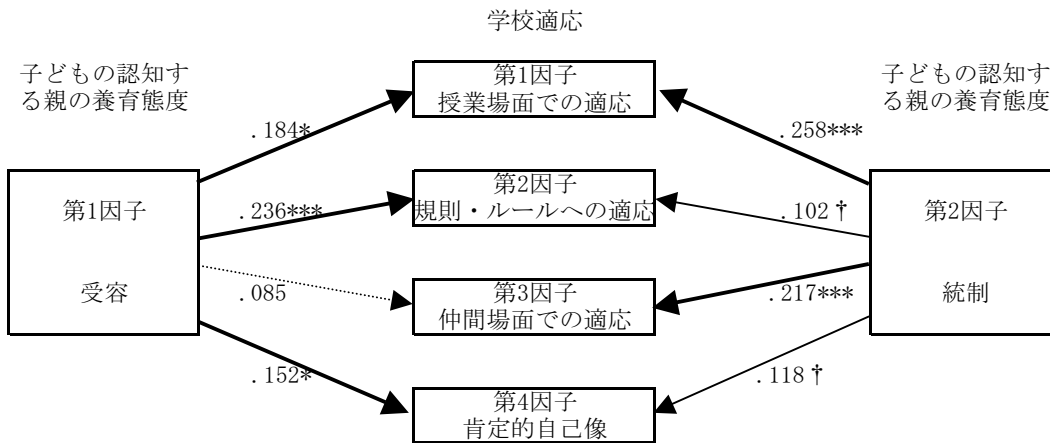 学校適応
子どもの認知す
る親の養育態度
第1因子
授業場面での適応
子どもの認知す
る親の養育態度
.184*
.258***
第1因子
受容
第2因子
規則・ルールへの適応
第2因子
統制
.236***
.102†
.085
第3因子
仲間場面での適応
.217***
.152*
第4因子
肯定的自己像
.118†